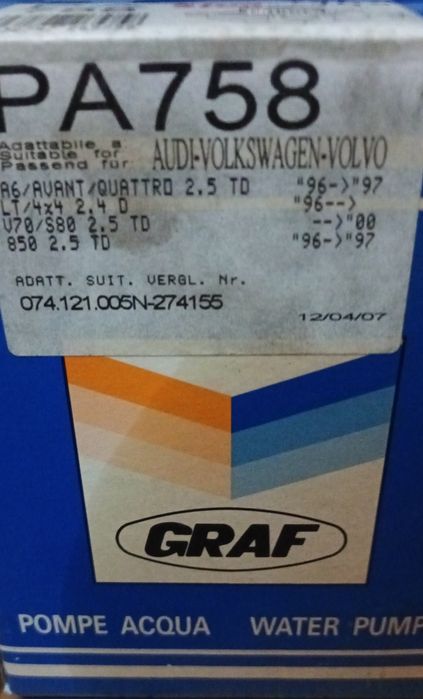 PA758
Adattabile a
Suitable for
Passend für
AUDI-VOLKSWAGEN-VOLVO
A6/AVANT/QUATTRO 2.5 TD "96->"97
LT/4x4 2.4 D "96-->
V70/S80 2.5 TD -->"00
850 2.5 TD "96->"97
ADATT. SUIT. VERGL. Nr.
074.121.005N-274155
12/04/07
GRAF
POMPE ACQUA WATER PUMP